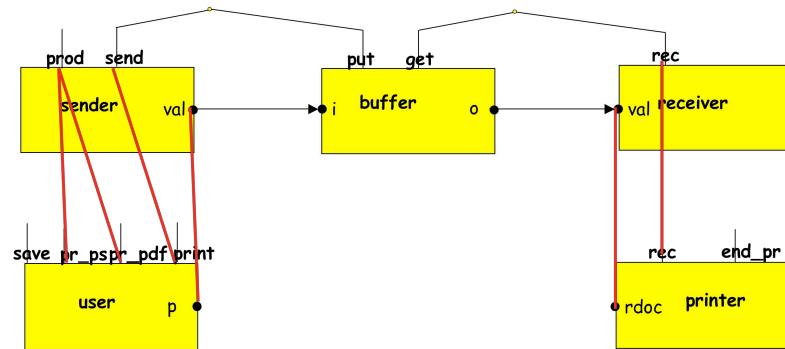 prod send
put get
rec
sender val
i buffer o
val receiver
save pr_ps pr_pdf print
rec end_pr
user p
rdoc printer